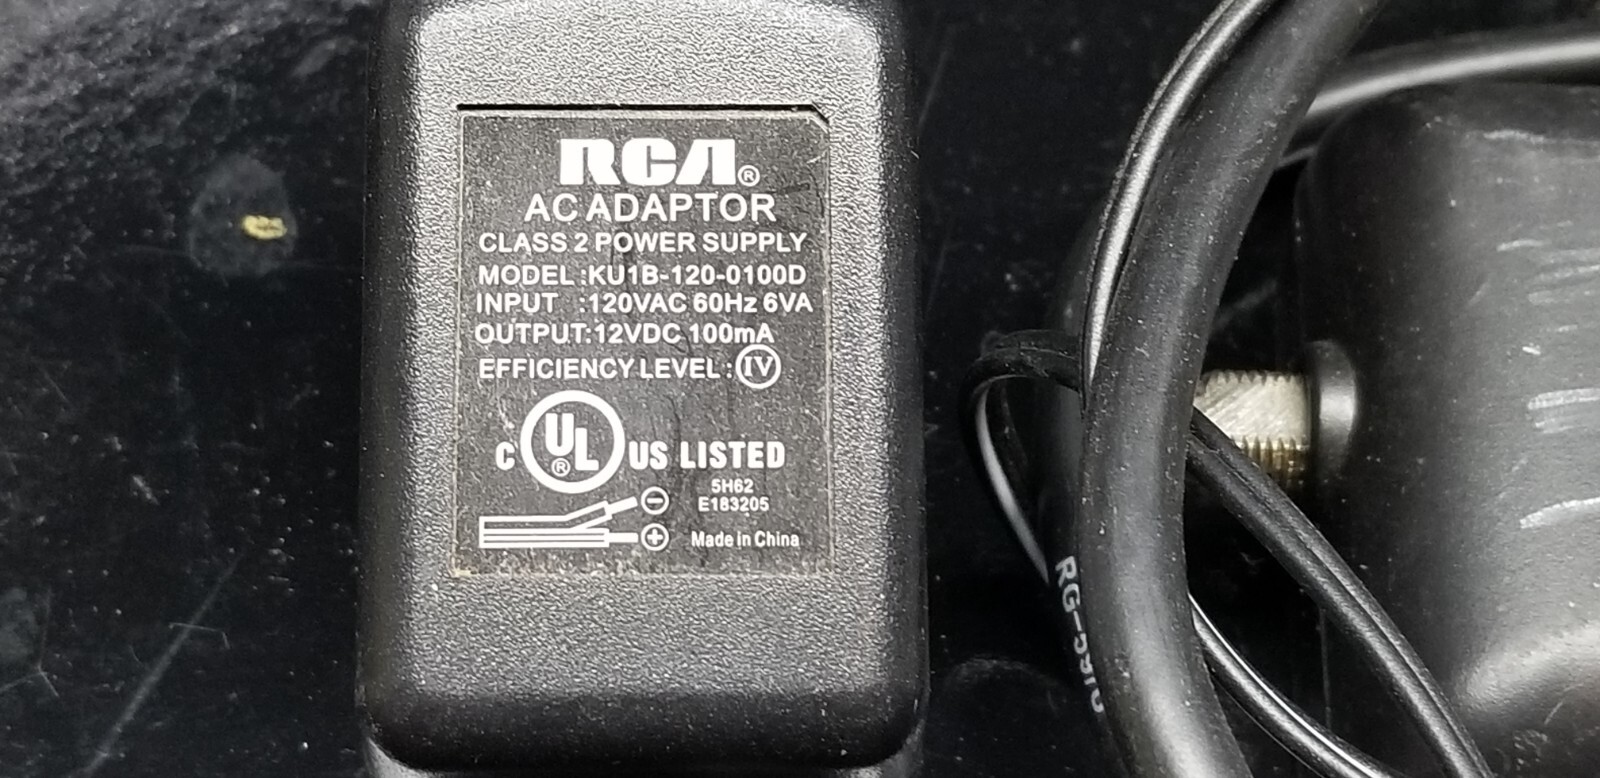 RCA®
AC ADAPTOR
CLASS 2 POWER SUPPLY
MODEL :KU1B-120-0100D
INPUT :120VAC 60Hz 6VA
OUTPUT:12VDC 100mA
EFFICIENCY LEVEL : IV
C UL® US LISTED
5H62
E183205
Made in China